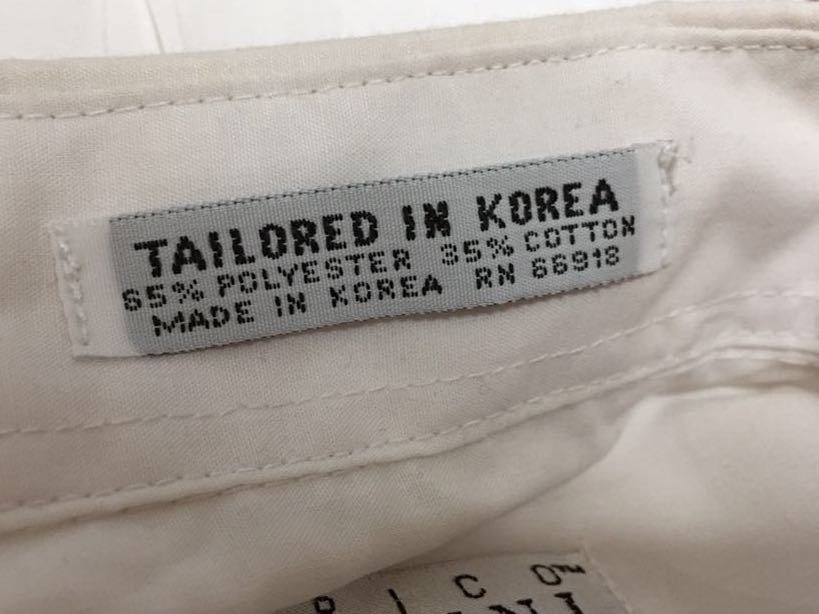 TAILORED IN KOREA
65% POLYESTER 35% COTTON
MADE IN KOREA RN 66918